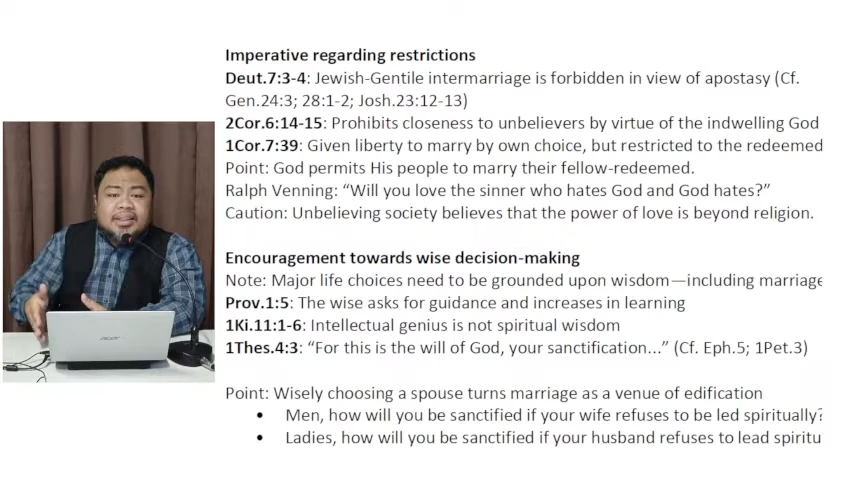 Imperative regarding restrictions
Deut.7:3-4: Jewish-Gentile intermarriage is forbidden in view of apostasy (Cf.
Gen.24:3; 28:1-2; Josh.23:12-13)
2Cor.6:14-15: Prohibits closeness to unbelievers by virtue of the indwelling God
1Cor.7:39: Given liberty to marry by own choice, but restricted to the redeemed
Point: God permits His people to marry their fellow-redeemed.
Ralph Venning: “Will you love the sinner who hates God and God hates?”
Caution: Unbelieving society believes that the power of love is beyond religion.
Encouragement towards wise decision-making
Note: Major life choices need to be grounded upon wisdom—including marriage
Prov.1:5: The wise asks for guidance and increases in learning
1Ki.11:1-6: Intellectual genius is not spiritual wisdom
1Thes.4:3: “For this is the will of God, your sanctification...” (Cf. Eph.5; 1Pet.3)
Point: Wisely choosing a spouse turns marriage as a venue of edification
• Men, how will you be sanctified if your wife refuses to be led spiritually?
• Ladies, how will you be sanctified if your husband refuses to lead spiritu
acer